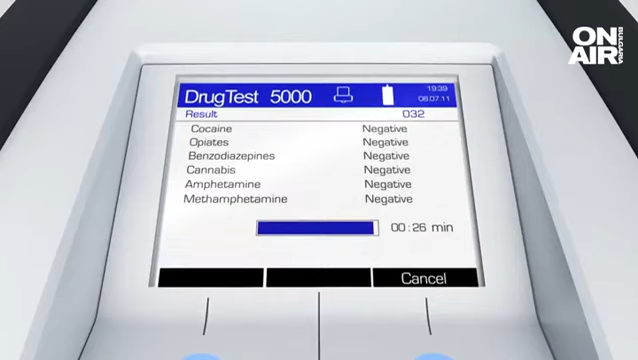 ON
AIR
BULGARIA
DrugTest 5000
19:39
08.07.11
Result 032
Cocaine Negative
Opiates Negative
Benzodiazepines Negative
Cannabis Negative
Amphetamine Negative
Methamphetamine Negative
00:26 min
Cancel